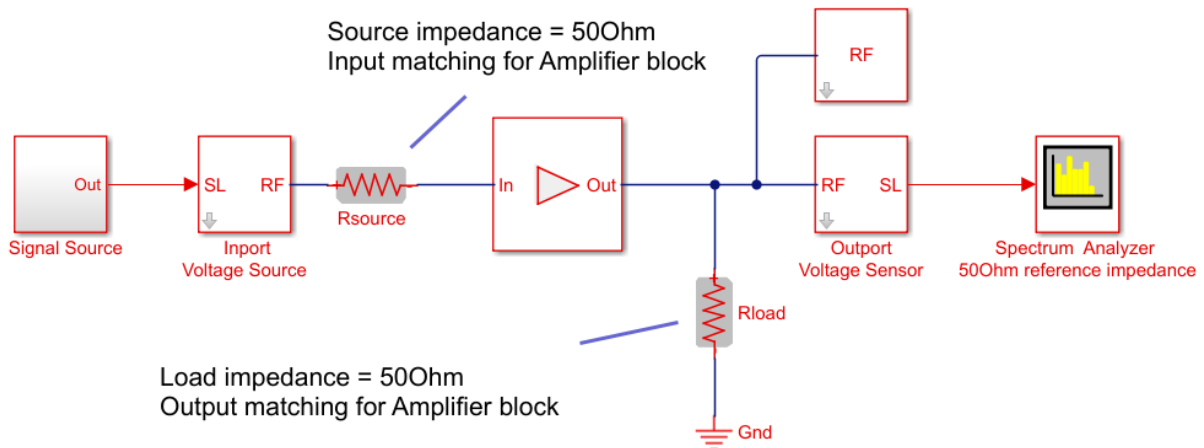 Source impedance = 50Ohm
Input matching for Amplifier block
RF
Out
Signal Source
SL RF
Inport
Voltage Source
Rsource
In Out
RF SL
Outport
Voltage Sensor
Spectrum Analyzer
50Ohm reference impedance
Rload
Load impedance = 50Ohm
Output matching for Amplifier block
Gnd